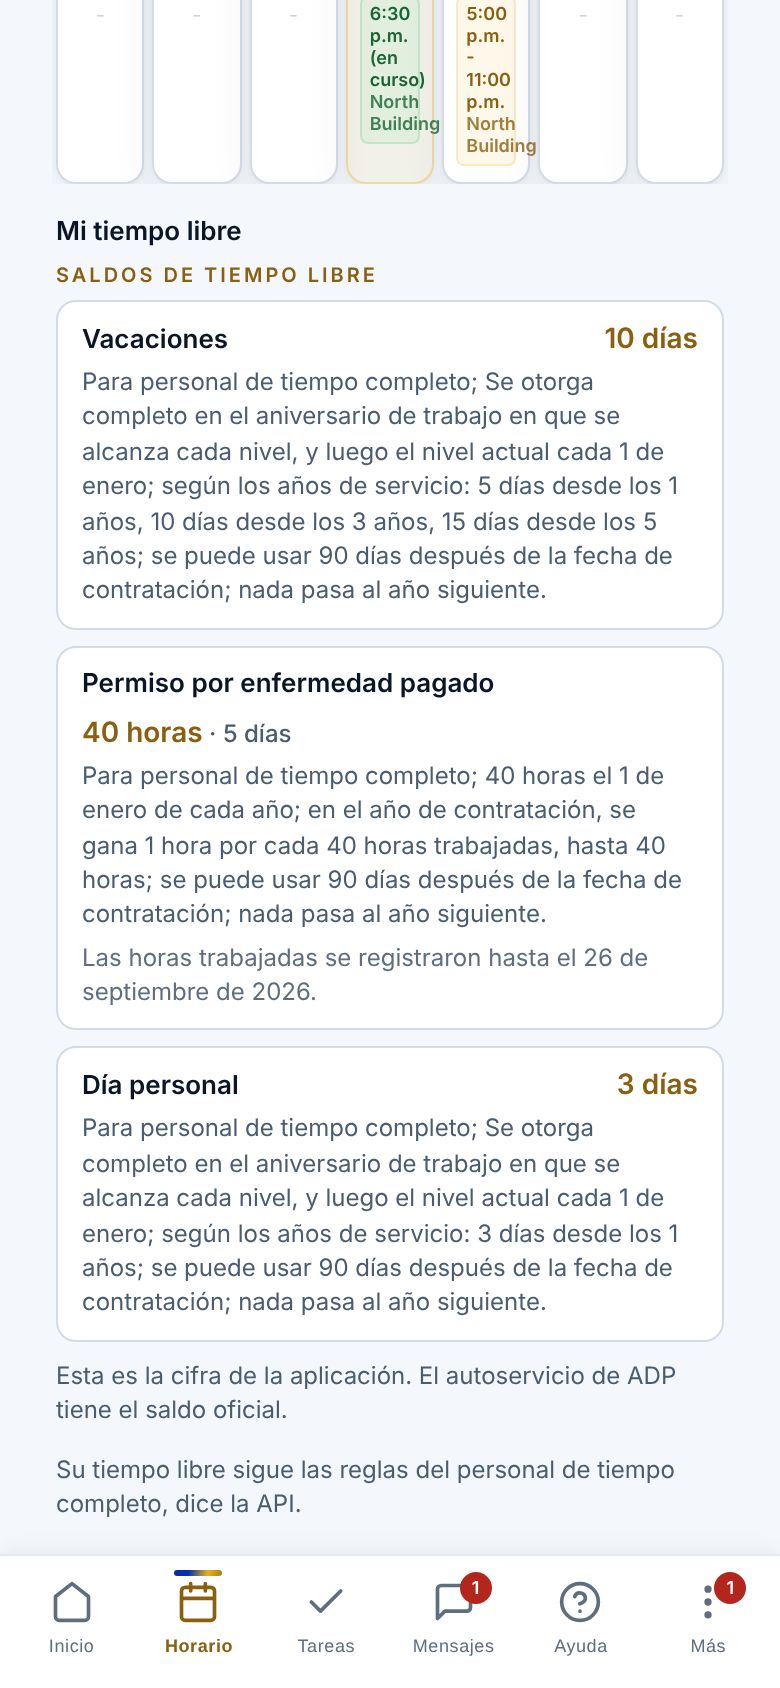 -
-
-
6:30
p.m.
(en
curso)
North
Building
5:00
p.m.
-
11:00
p.m.
North
Building
-
-
Mi tiempo libre
SALDOS DE TIEMPO LIBRE
Vacaciones
10 días
Para personal de tiempo completo; Se otorga
completo en el aniversario de trabajo en que se
alcanza cada nivel, y luego el nivel actual cada 1 de
enero; según los años de servicio: 5 días desde los 1
años, 10 días desde los 3 años, 15 días desde los 5
años; se puede usar 90 días después de la fecha de
contratación; nada pasa al año siguiente.
Permiso por enfermedad pagado
40 horas · 5 días
Para personal de tiempo completo; 40 horas el 1 de
enero de cada año; en el año de contratación, se
gana 1 hora por cada 40 horas trabajadas, hasta 40
horas; se puede usar 90 días después de la fecha de
contratación; nada pasa al año siguiente.
Las horas trabajadas se registraron hasta el 26 de
septiembre de 2026.
Día personal
3 días
Para personal de tiempo completo; Se otorga
completo en el aniversario de trabajo en que se
alcanza cada nivel, y luego el nivel actual cada 1 de
enero; según los años de servicio: 3 días desde los 1
años; se puede usar 90 días después de la fecha de
contratación; nada pasa al año siguiente.
Esta es la cifra de la aplicación. El autoservicio de ADP
tiene el saldo oficial.
Su tiempo libre sigue las reglas del personal de tiempo
completo, dice la API.
Inicio
Horario
Tareas
1
Mensajes
Ayuda
1
Más